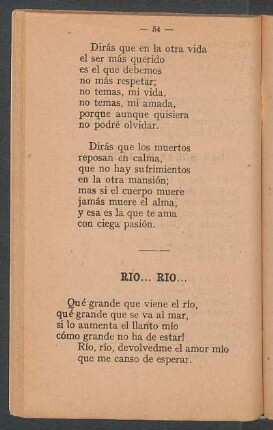 — 54 —
Dirás que en la otra vida
el ser más querido
es el que debemos
no más respetar;
no temas, mi vida,
no temas, mi amada,
porque aunque quisiera
no podré olvidar.
Dirás que los muertos
reposan en calma,
que no hay sufrimientos
en la otra mansión;
mas si el cuerpo muere
jamás muere el alma,
y esa es la que te ama
con ciega pasión.
RIO... RIO...
Qué grande que viene el río,
qué grande que se va al mar,
si lo aumenta el llanto mío
cómo grande no ha de estar!
Río, río, devolvedme el amor mío
que me canso de esperar.